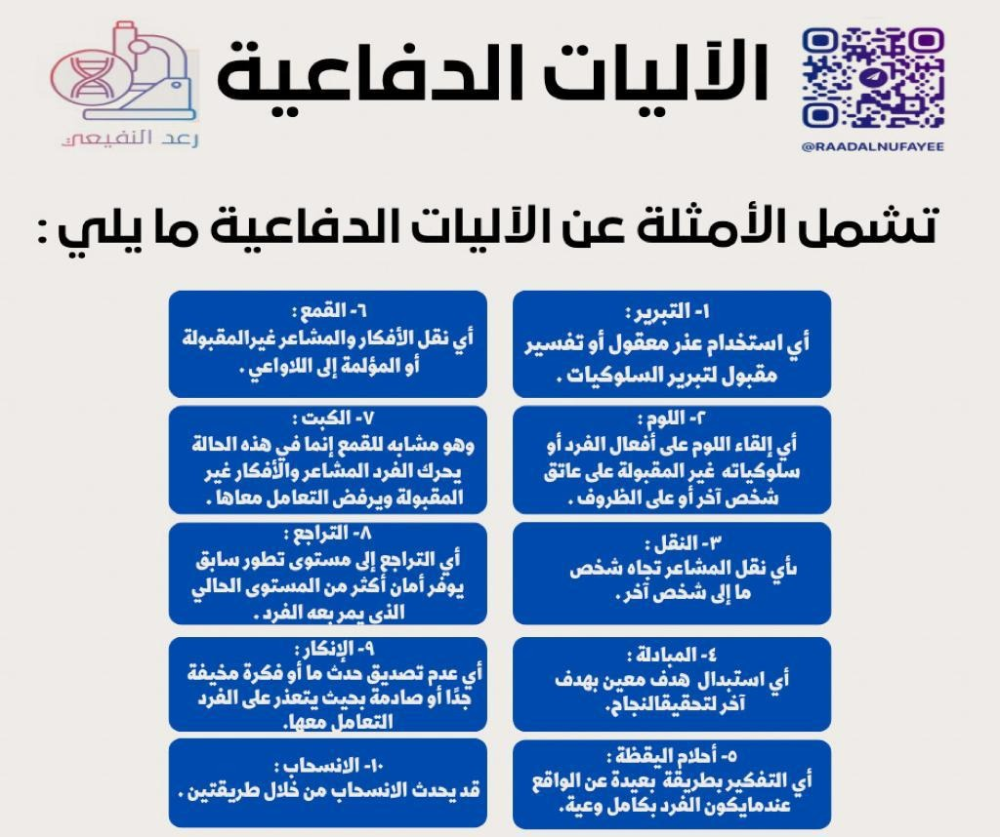 الآليات الدفاعية
رعد النفيعي
@RAADALNUFAYEE
تشمل الأمثلة عن الآليات الدفاعية ما يلي :
١- التبرير :
أي استخدام عذر معقول أو تفسير
مقبول لتبرير السلوكيات .
٢- اللوم :
أي إلقاء اللوم على أفعال الفرد أو
سلوكياته غير المقبولة على عاتق
شخص آخر أو على الظروف .
٣- النقل :
بأي نقل المشاعر تجاه شخص
ما إلى شخص آخر .
٤- المبادلة :
أي استبدال هدف معين بهدف
آخر لتحقيقالنجاح.
٥- أحلام اليقظة :
أي التفكير بطريقة بعيدة عن الواقع
عندمايكون الفرد بكامل وعية.
٦- القمع :
أي نقل الأفكار والمشاعر غيرالمقبولة
أو المؤلمة إلى اللاواعي .
٧- الكبت :
وهو مشابه للقمع إنما في هذه الحالة
يحرك الفرد المشاعر والأفكار غير
المقبولة ويرفض التعامل معاها .
٨- التراجع :
أي التراجع إلى مستوى تطور سابق
يوفر أمان أكثر من المستوى الحالي
الذي يمر بعه الفرد .
٩- الإنكار :
أي عدم تصديق حدث ما أو فكرة مخيفة
جدًا أو صادمة بحيث يتعذر على الفرد
التعامل معها.
١٠- الانسحاب :
قد يحدث الانسحاب من خلال طريقتين .